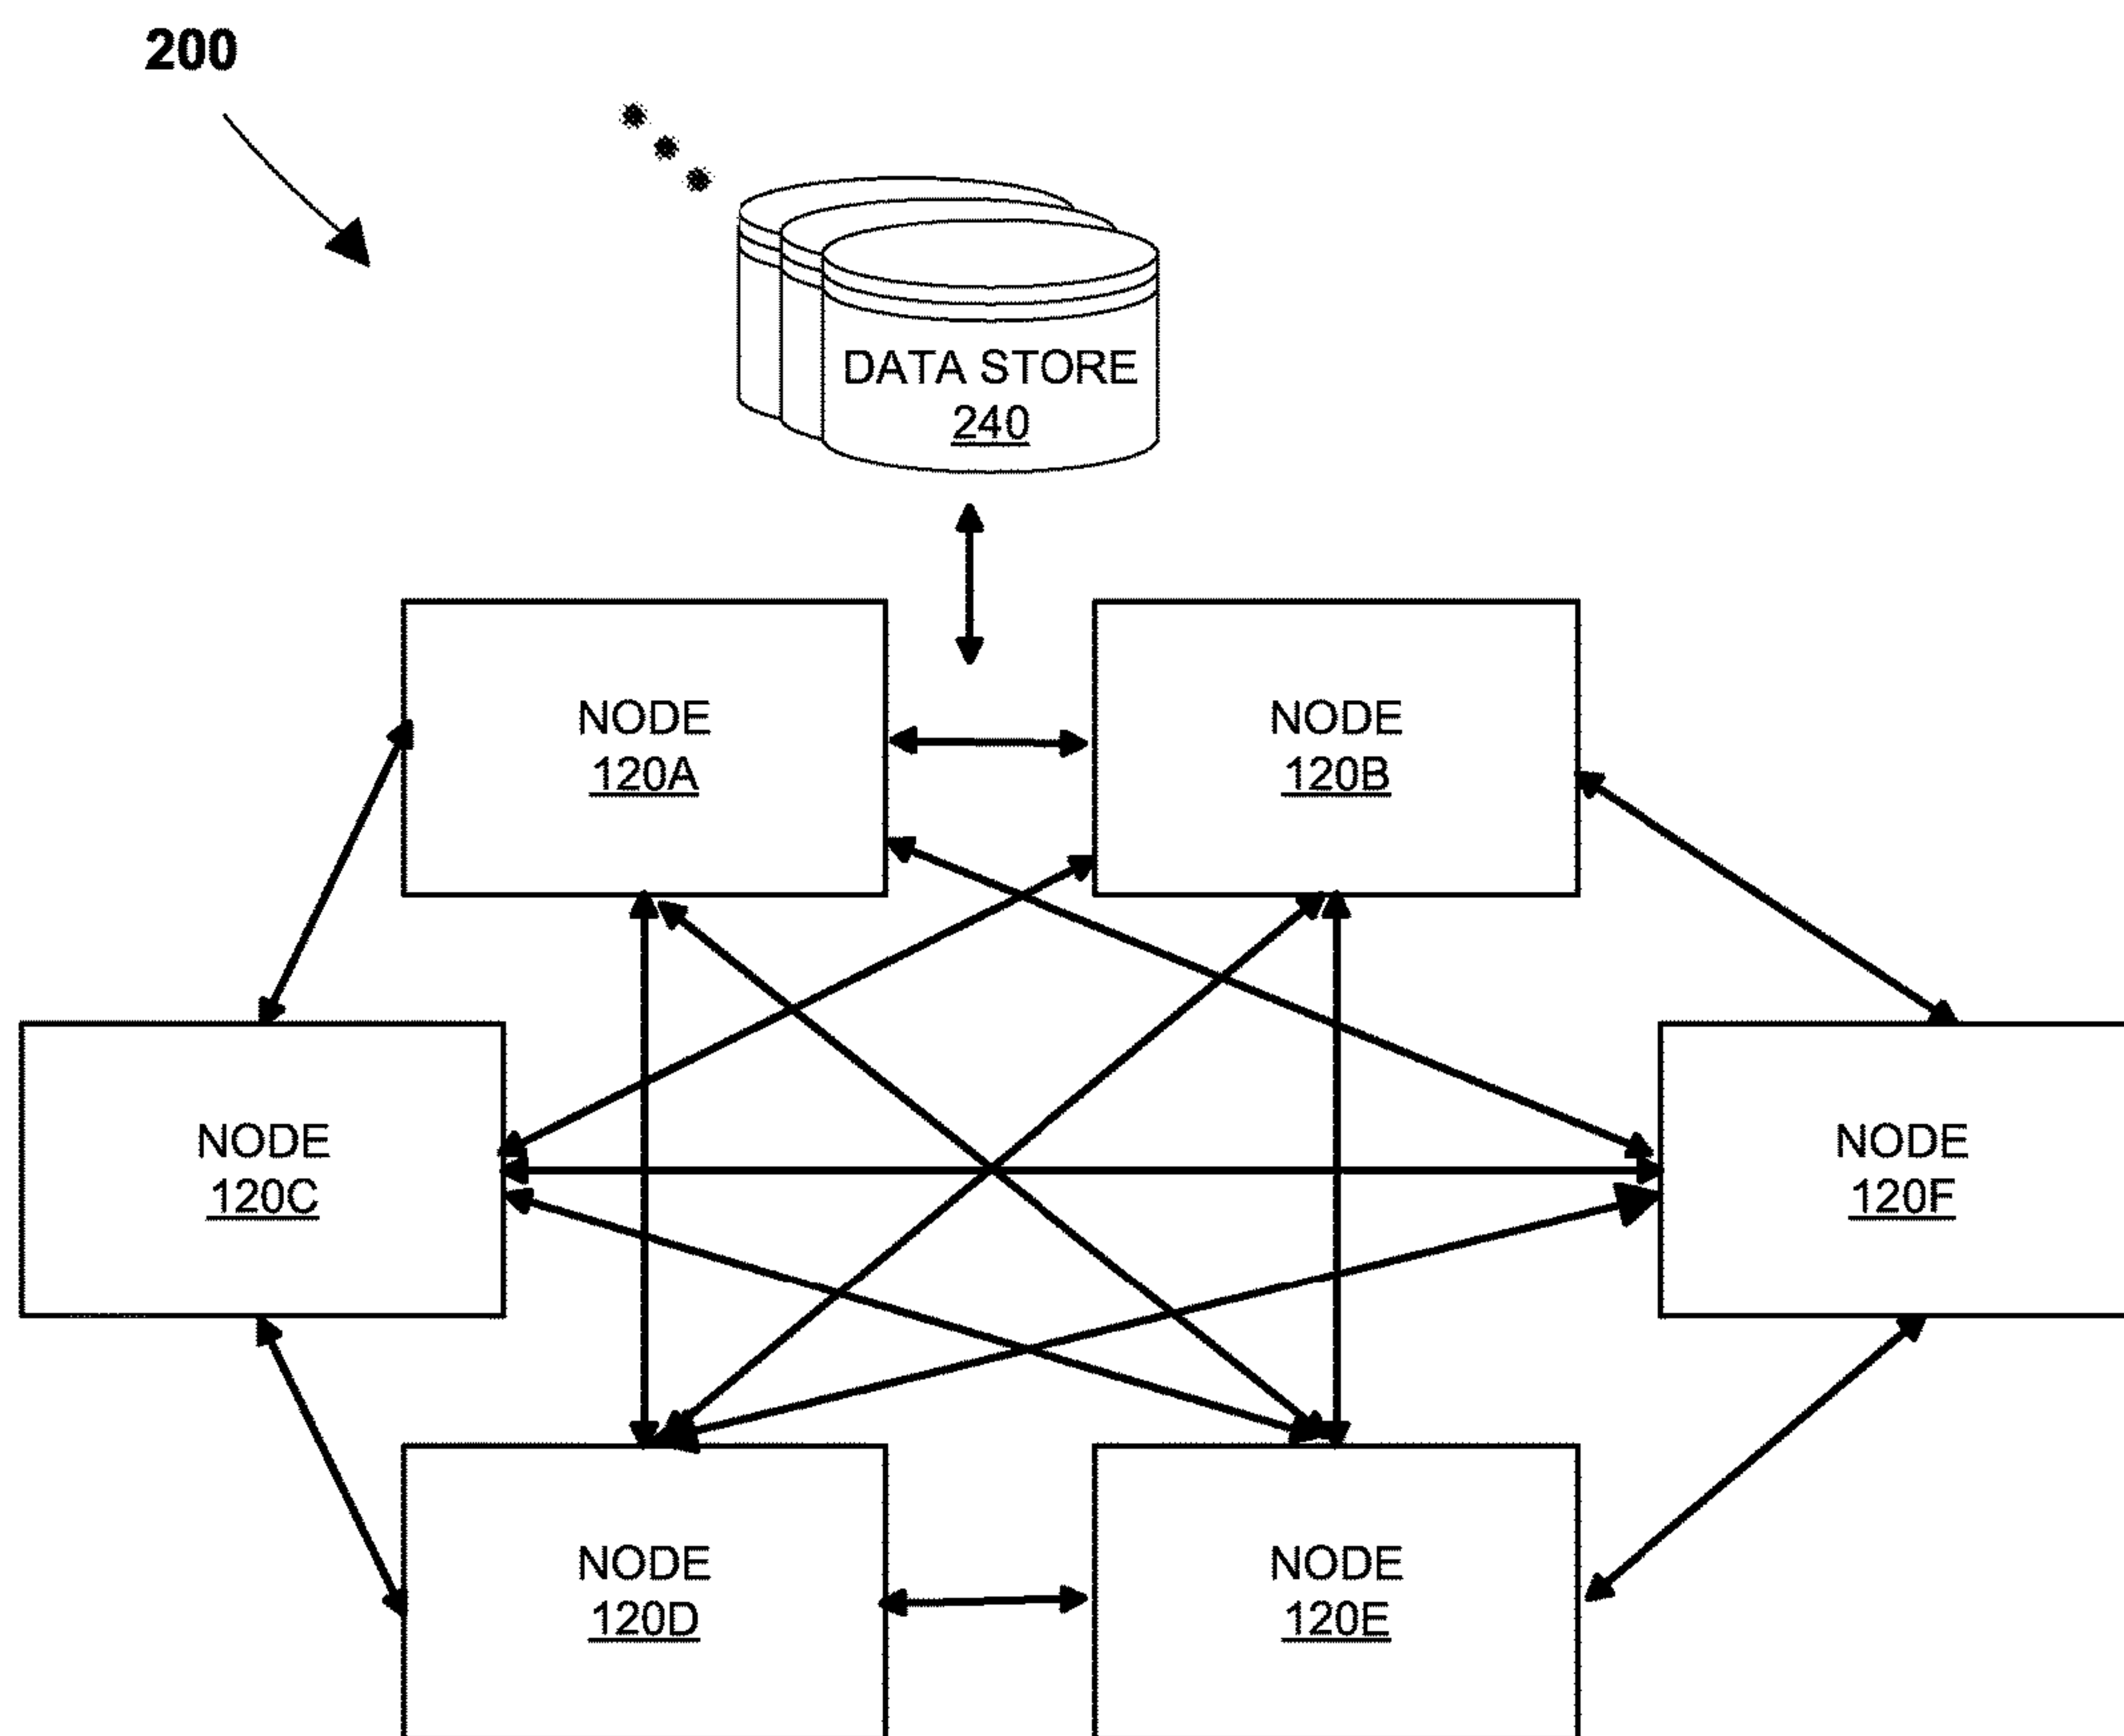 200
DATA STORE
240
NODE
120A
NODE
120B
NODE
120C
NODE
120F
NODE
120D
NODE
120E